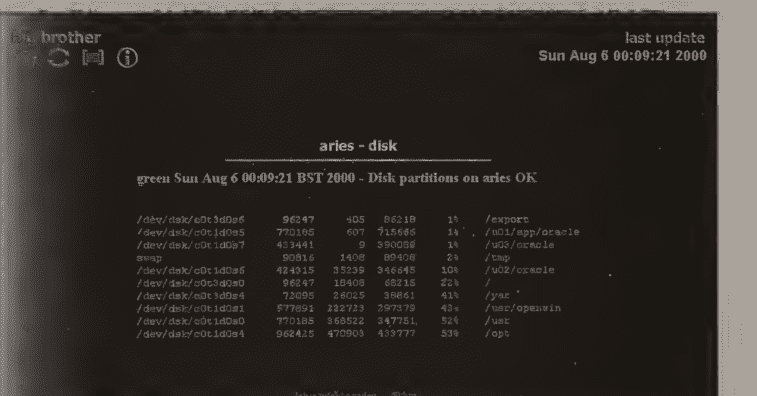 brother
last update
Sun Aug 6 00:09:21 2000
aries - disk
green Sun Aug 6 00:09:21 BST 2000 - Disk partitions on aries OK
/dev/dsk/c0t3d0s6 96247 405 86218 1% /export
/dev/dsk/c0t1d0s5 770185 607 715666 1% /u01/app/oracle
/dev/dsk/c0t3d0s7 433441 9 390088 1% /u03/oracle
swap 90816 1408 89408 2% /tmp
/dev/dsk/c0t1d0s6 424315 35239 346645 10% /u02/oracle
/dev/dsk/c0t3d0s0 96247 18408 68215 22% /
/dev/dsk/c0t3d0s4 72095 26025 38861 41% /var
/dev/dsk/c0t1d0s1 577891 222723 297379 43% /usr/openwin
/dev/dsk/c0t1d0s0 770185 368522 347751 52% /usr
/dev/dsk/c0t1d0s4 962425 470903 433777 53% /opt